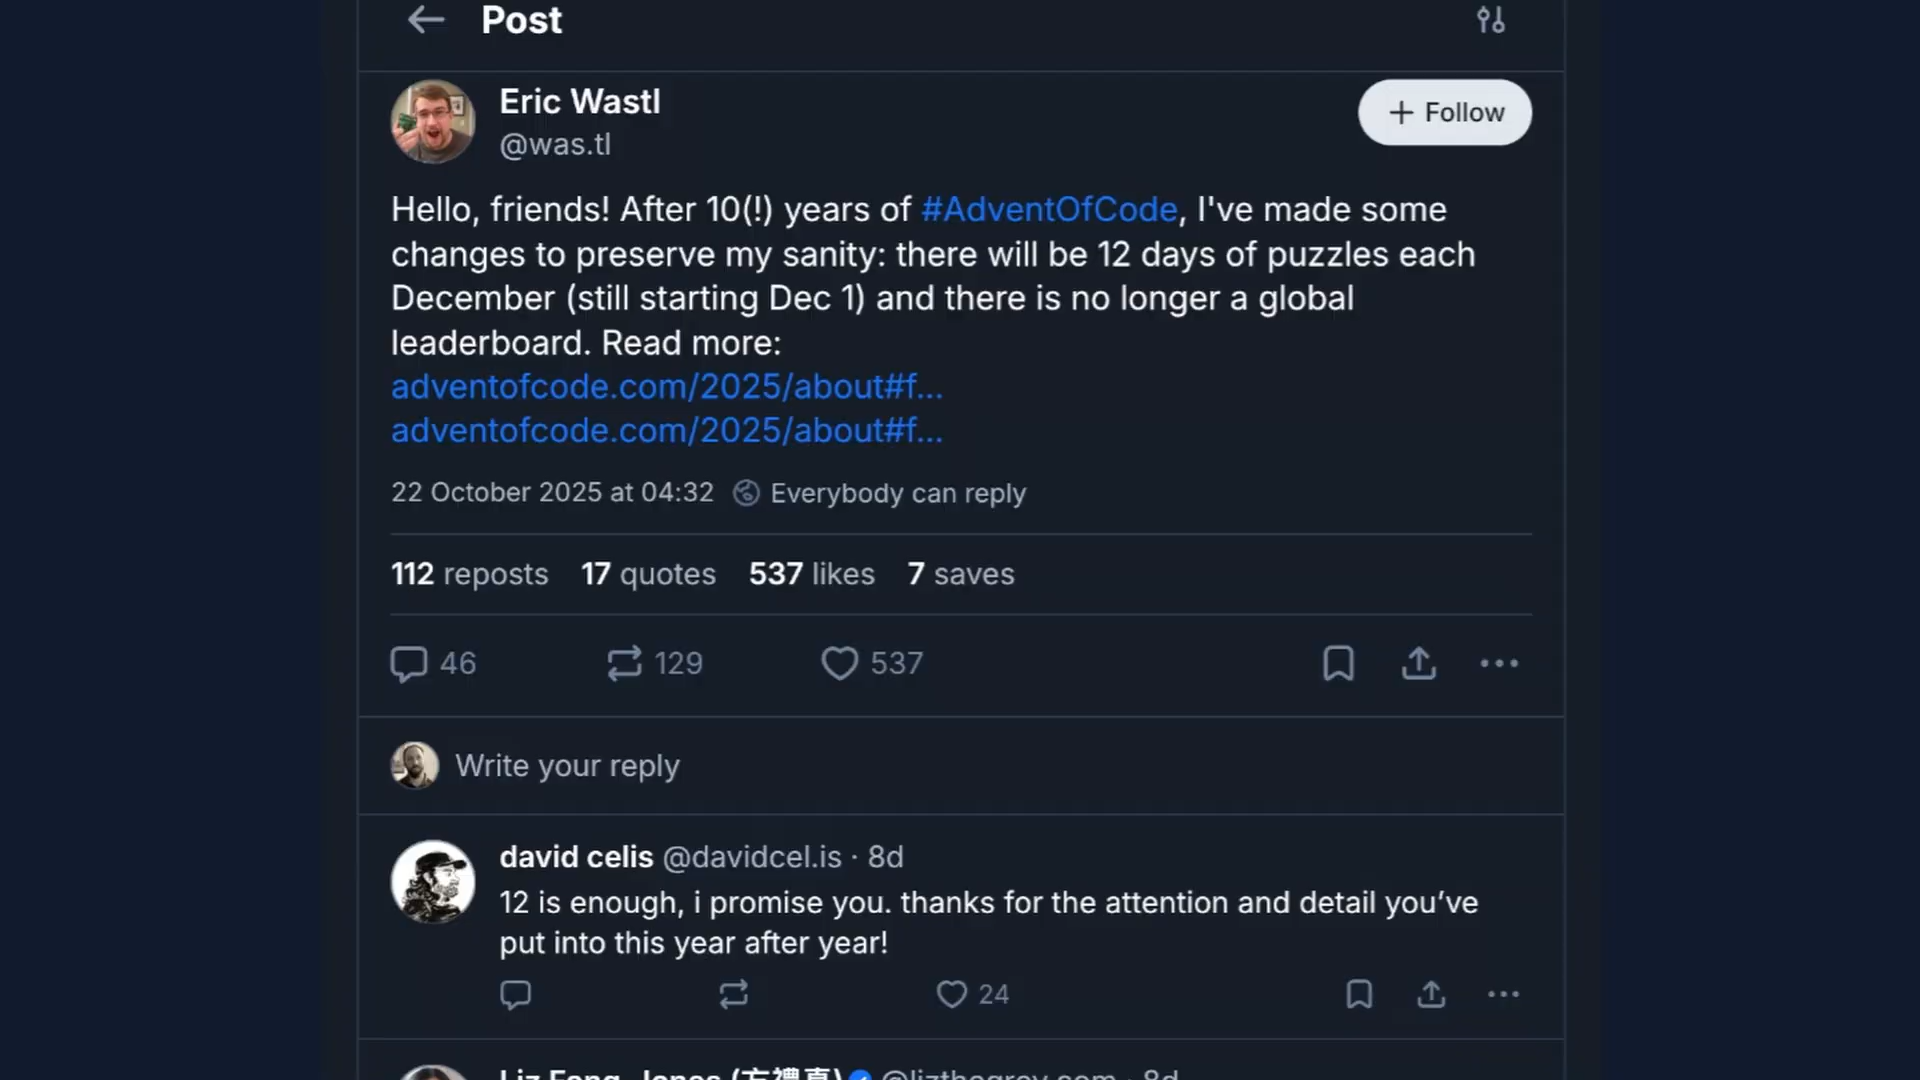 Post
Eric Wastl
@was.tl
+ Follow
Hello, friends! After 10(!) years of #AdventOfCode, I've made some
changes to preserve my sanity: there will be 12 days of puzzles each
December (still starting Dec 1) and there is no longer a global
leaderboard. Read more:
adventofcode.com/2025/about#f...
adventofcode.com/2025/about#f...
22 October 2025 at 04:32 Everybody can reply
112 reposts 17 quotes 537 likes 7 saves
46 129 537
Write your reply
david celis @davidcel.is · 8d
12 is enough, i promise you. thanks for the attention and detail you’ve
put into this year after year!
24
Liz Fong-Jones (方禮真) @lizthegrey.com · 8d